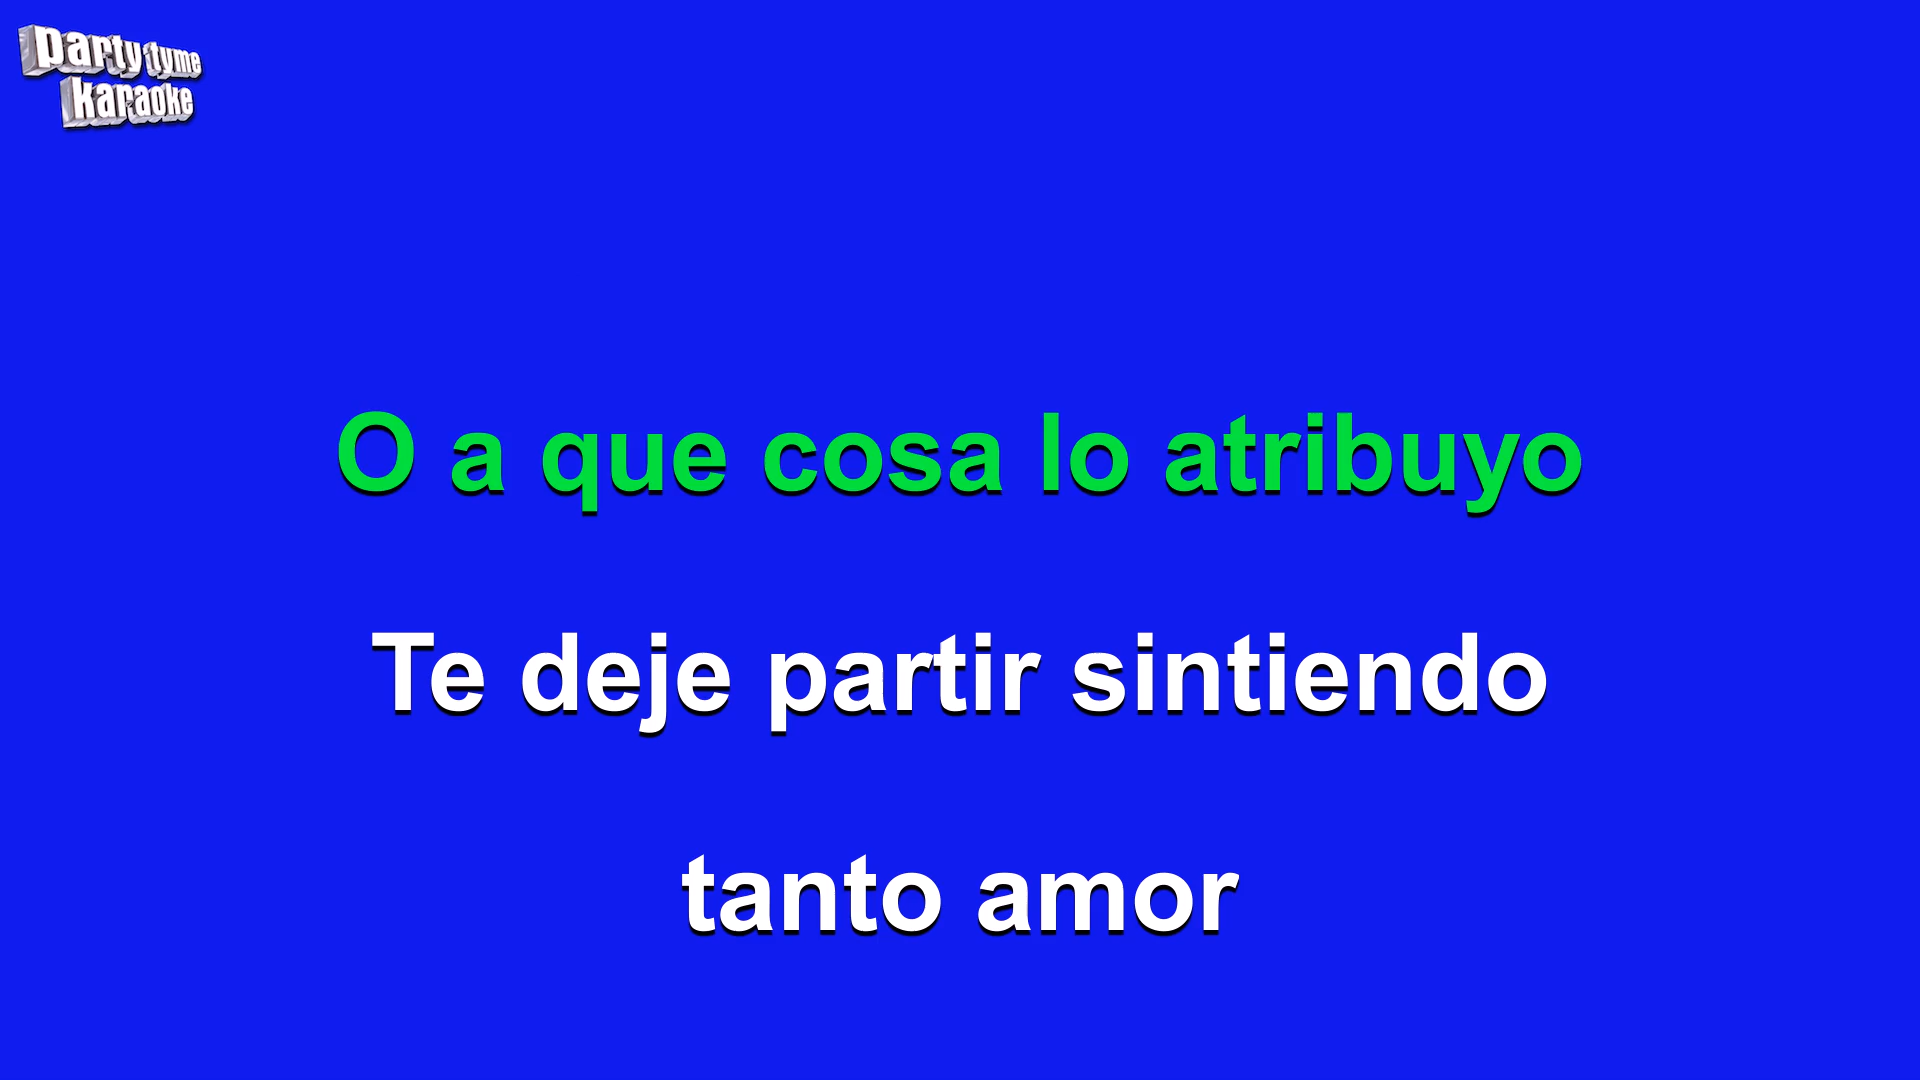 party tyme
karaoke
O a que cosa lo atribuyo
Te deje partir sintiendo
tanto amor